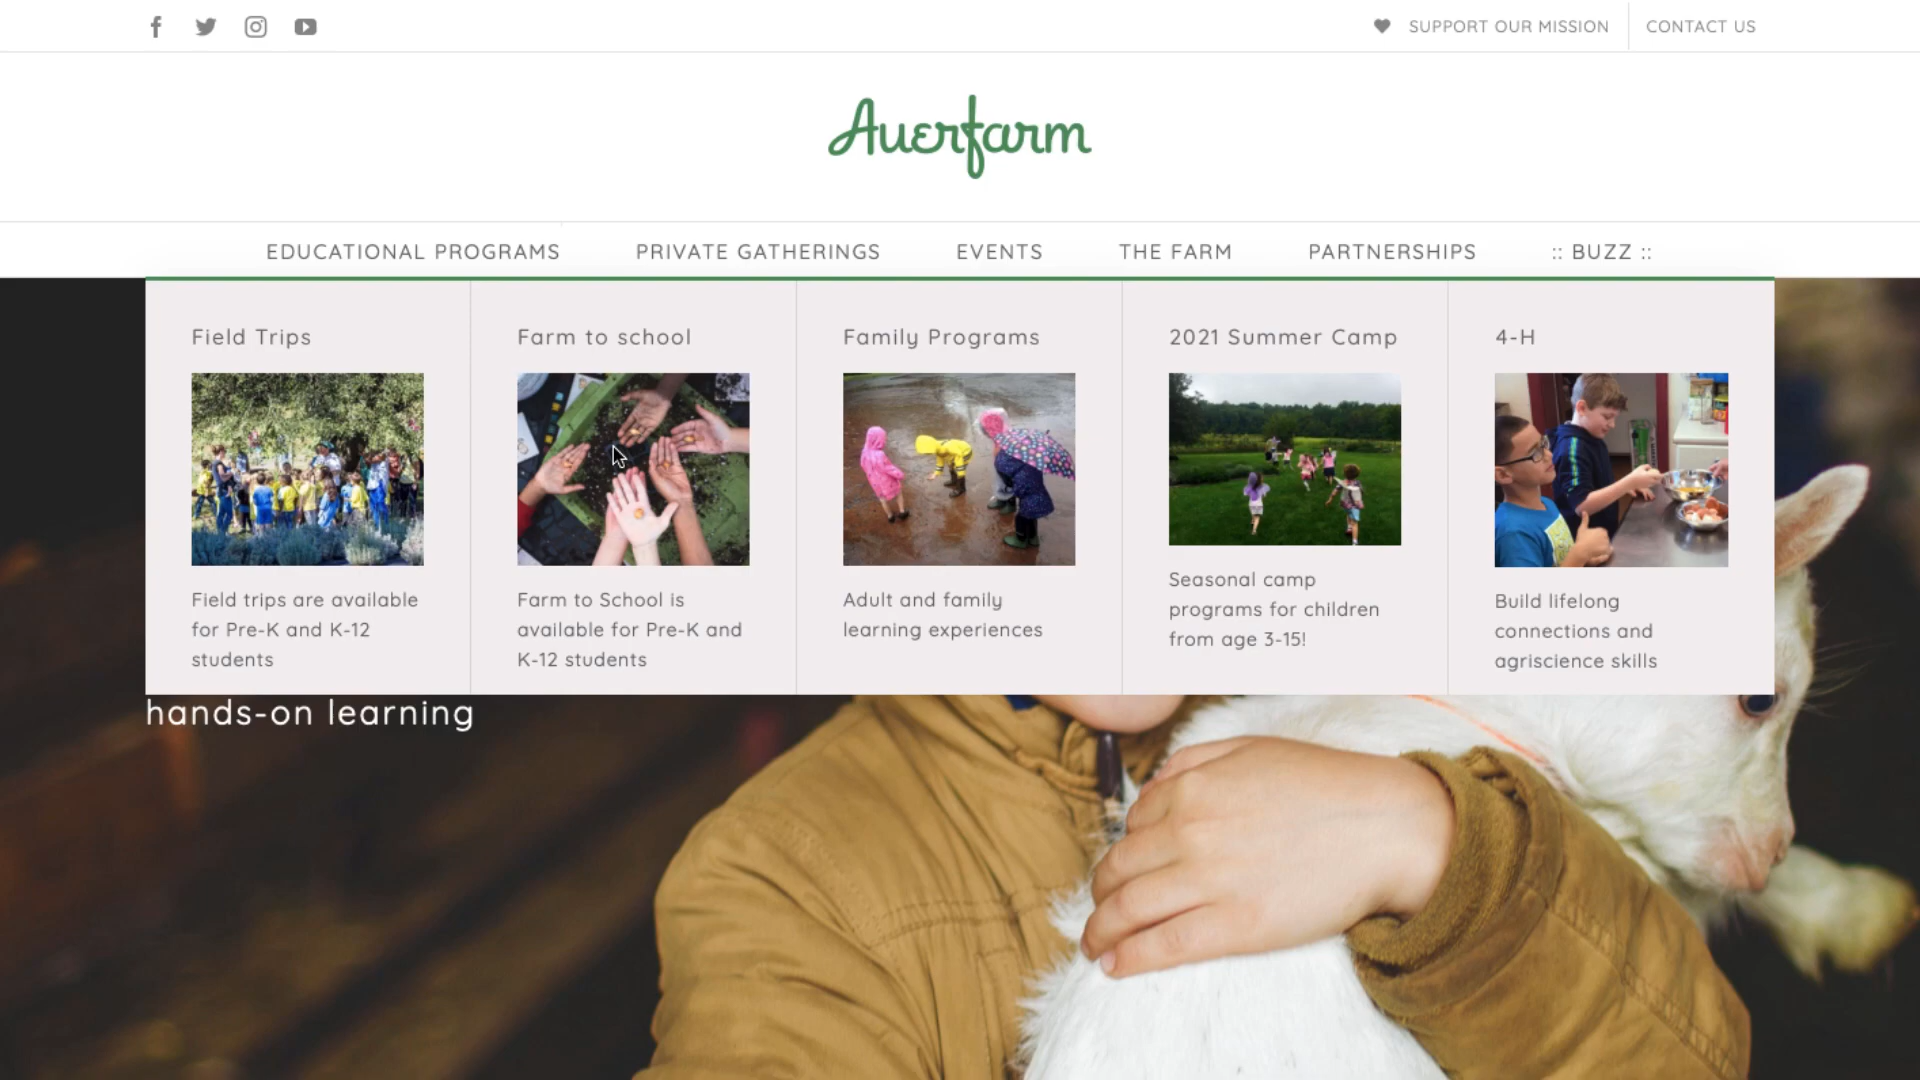 SUPPORT OUR MISSION
CONTACT US
Auerfarm
EDUCATIONAL PROGRAMS
PRIVATE GATHERINGS
EVENTS
THE FARM
PARTNERSHIPS
:: BUZZ ::
Field Trips
Field trips are available
for Pre-K and K-12
students
Farm to school
Farm to School is
available for Pre-K and
K-12 students
Family Programs
Adult and family
learning experiences
2021 Summer Camp
Seasonal camp
programs for children
from age 3-15!
4-H
Build lifelong
connections and
agriscience skills
hands-on learning